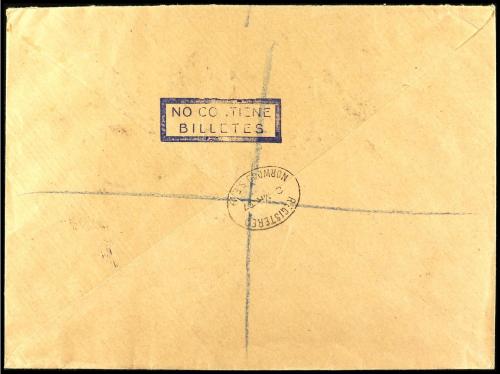 NO CO..TIENE
BILLETES
REGISTERED
NORWOOD S.E.